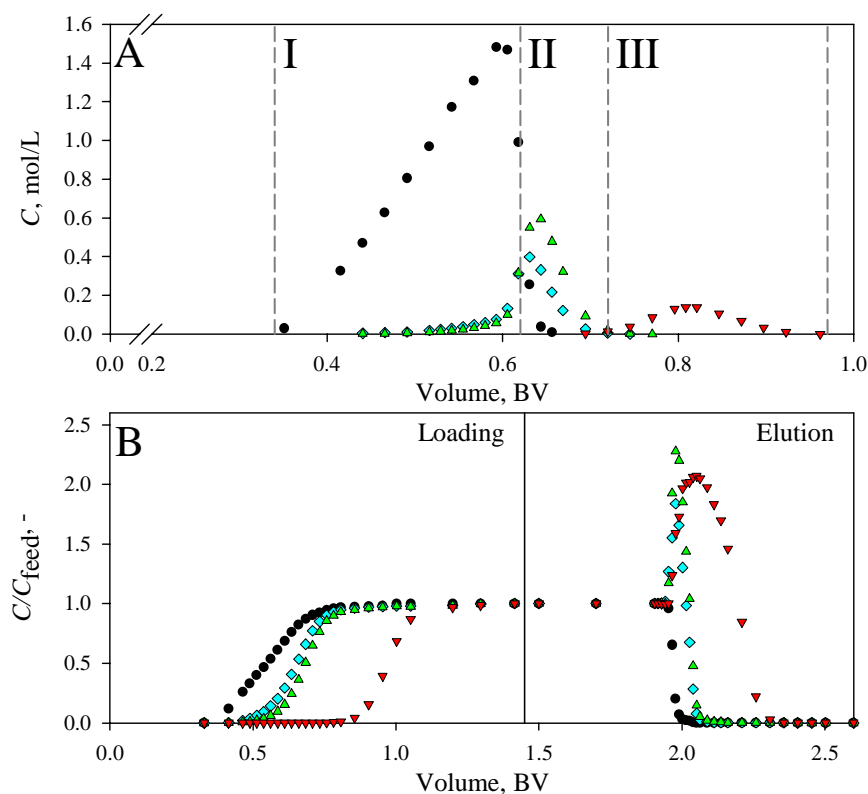 1.6
A
I
II
III
1.4
1.2
1.0
0.8
0.6
0.4
0.2
0.0
C, mol/L
0.0 0.2 0.4 0.6 0.8 1.0
Volume, BV
B
Loading
Elution
2.5
2.0
1.5
1.0
0.5
0.0
C/Cfeed, -
0.0 0.5 1.0 1.5 2.0 2.5
Volume, BV